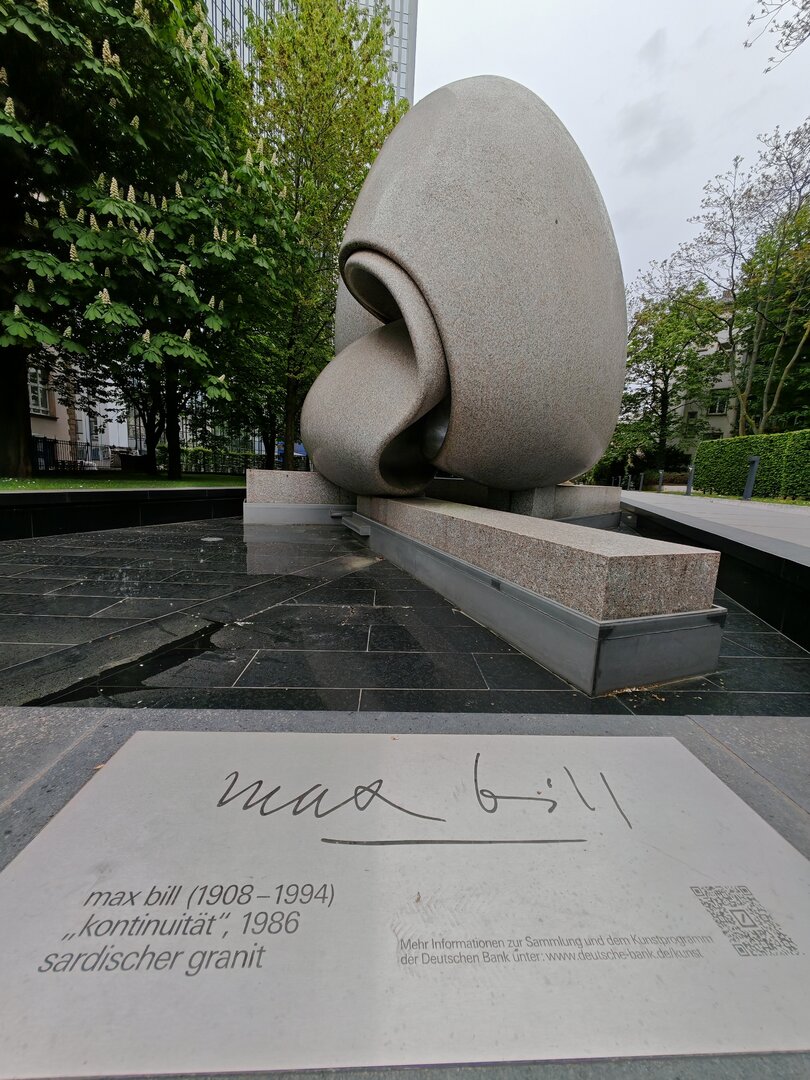 max bill
max bill (1908 – 1994)
„kontinuität“, 1986
sardischer granit
Mehr Informationen zur Sammlung und dem Kunstprogramm
der Deutschen Bank unter: www.deutsche-bank.de/kunst